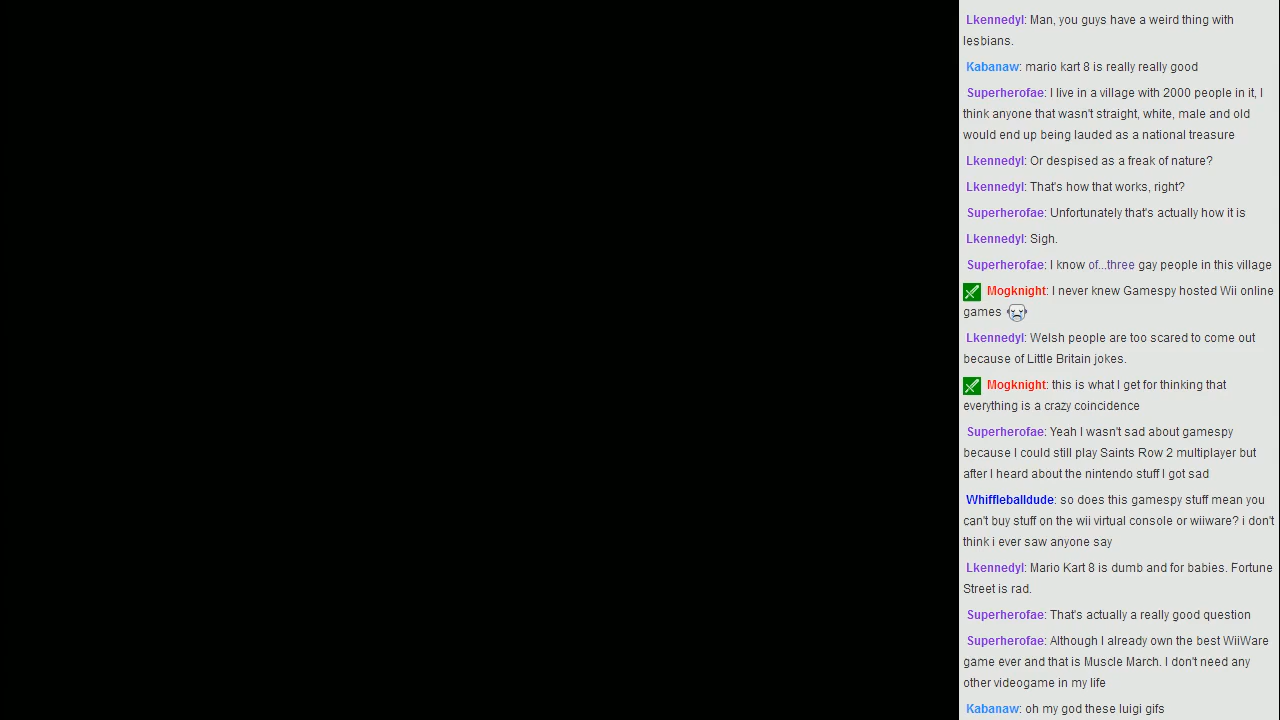 Lkennedyl: Man, you guys have a weird thing with
lesbians.
Kabanaw: mario kart 8 is really really good
Superherofae: I live in a village with 2000 people in it, I
think anyone that wasn't straight, white, male and old
would end up being lauded as a national treasure
Lkennedyl: Or despised as a freak of nature?
Lkennedyl: That's how that works, right?
Superherofae: Unfortunately that's actually how it is
Lkennedyl: Sigh.
Superherofae: I know of...three gay people in this village
Mogknight: I never knew Gamespy hosted Wii online
games
Lkennedyl: Welsh people are too scared to come out
because of Little Britain jokes.
Mogknight: this is what I get for thinking that
everything is a crazy coincidence
Superherofae: Yeah I wasn't sad about gamespy
because I could still play Saints Row 2 multiplayer but
after I heard about the nintendo stuff I got sad
Whiffleballdude: so does this gamespy stuff mean you
can't buy stuff on the wii virtual console or wiiware? i don't
think i ever saw anyone say
Lkennedyl: Mario Kart 8 is dumb and for babies. Fortune
Street is rad.
Superherofae: That's actually a really good question
Superherofae: Although I already own the best WiiWare
game ever and that is Muscle March. I don't need any
other videogame in my life
Kabanaw: oh my god these luigi gifs